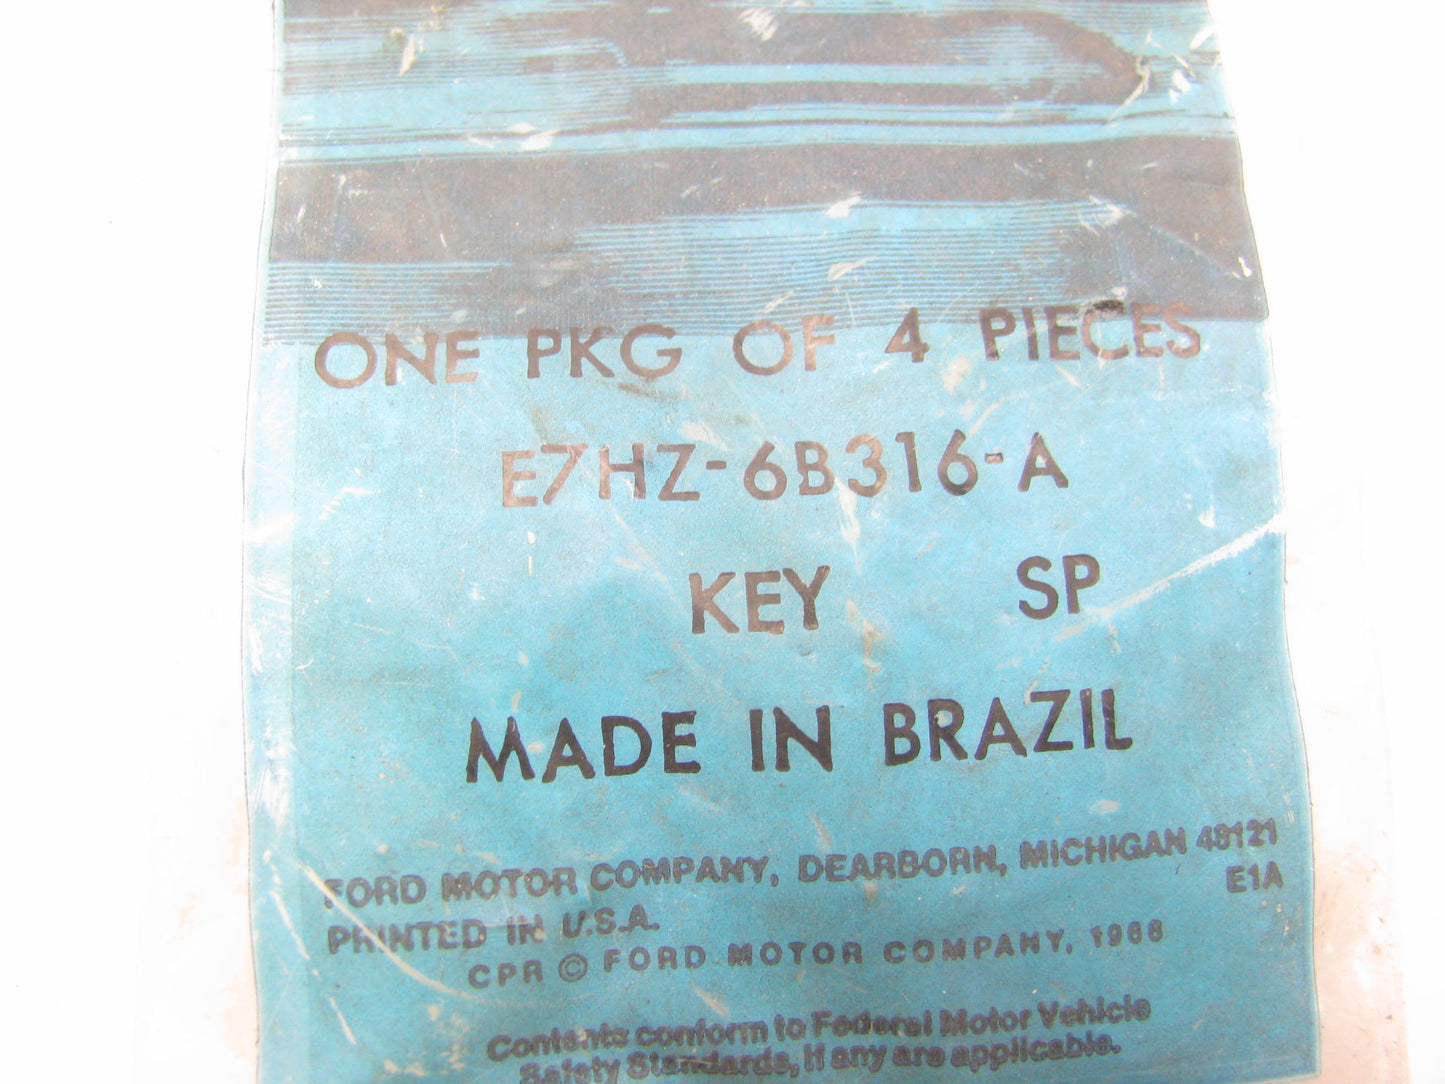 ONE PKG OF 4 PIECES
E7HZ-6B316-A
KEY SP
MADE IN BRAZIL
FORD MOTOR COMPANY, DEARBORN, MICHIGAN 48121
E1A
PRINTED IN U.S.A.
CPR © FORD MOTOR COMPANY, 1988
Contents conform to Federal Motor Vehicle
Safety Standards, if any are applicable.